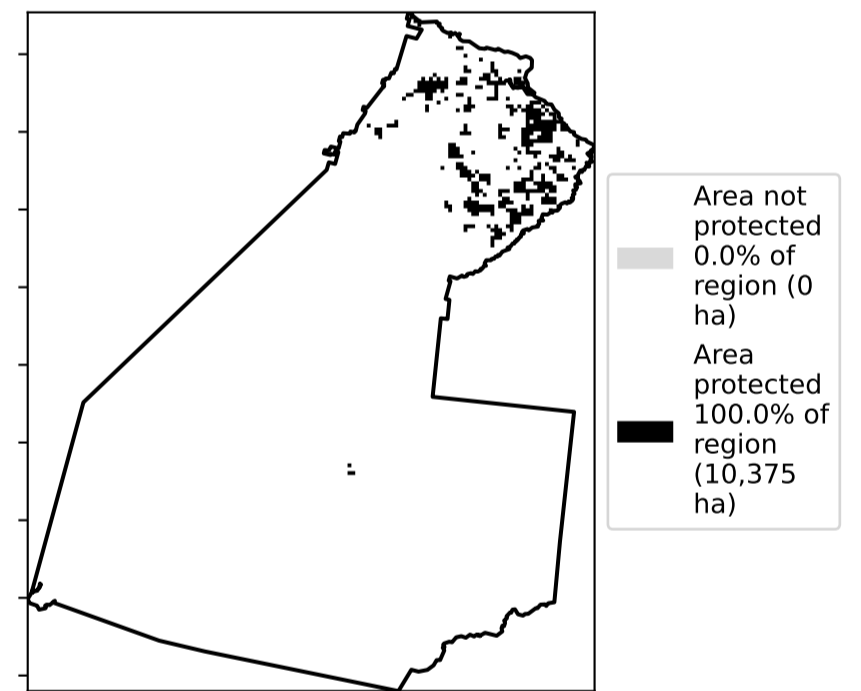 Area not
protected
0.0% of
region (0
ha)
Area
protected
100.0% of
region
(10,375
ha)